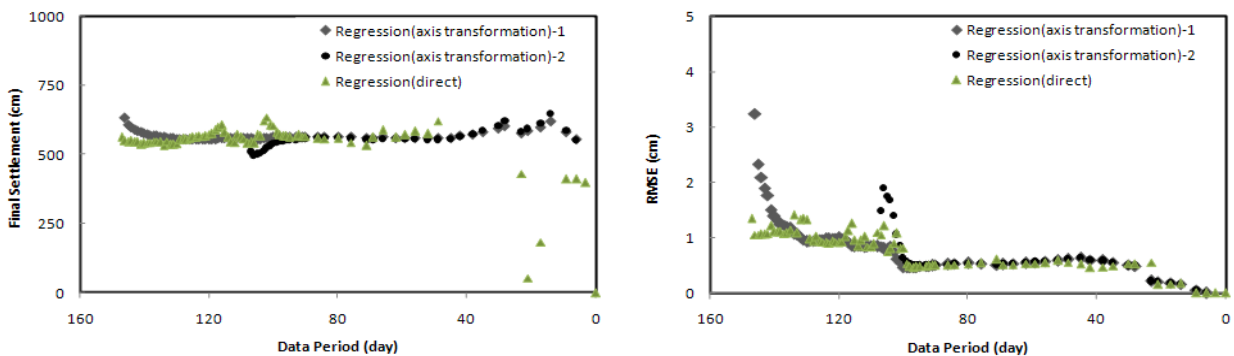 1000
750
500
250
0
Final Settlement (cm)
Regression(axis transformation)-1
Regression(axis transformation)-2
Regression(direct)
160
120
80
40
0
Data Period (day)
5
4
3
2
1
0
RMSE (cm)
Regression(axis transformation)-1
Regression(axis transformation)-2
Regression(direct)
160
120
80
40
0
Data Period (day)